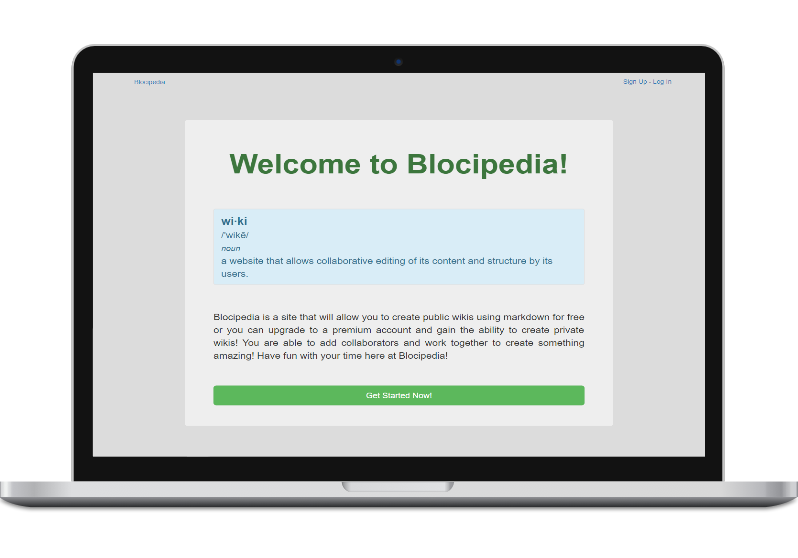 Blocipedia
Sign Up - Log in
Welcome to Blocipedia!
wi·ki
/ˈwikē/
noun
a website that allows collaborative editing of its content and structure by its
users.
Blocipedia is a site that will allow you to create public wikis using markdown for free
or you can upgrade to a premium account and gain the ability to create private
wikis! You are able to add collaborators and work together to create something
amazing! Have fun with your time here at Blocipedia!
Get Started Now!